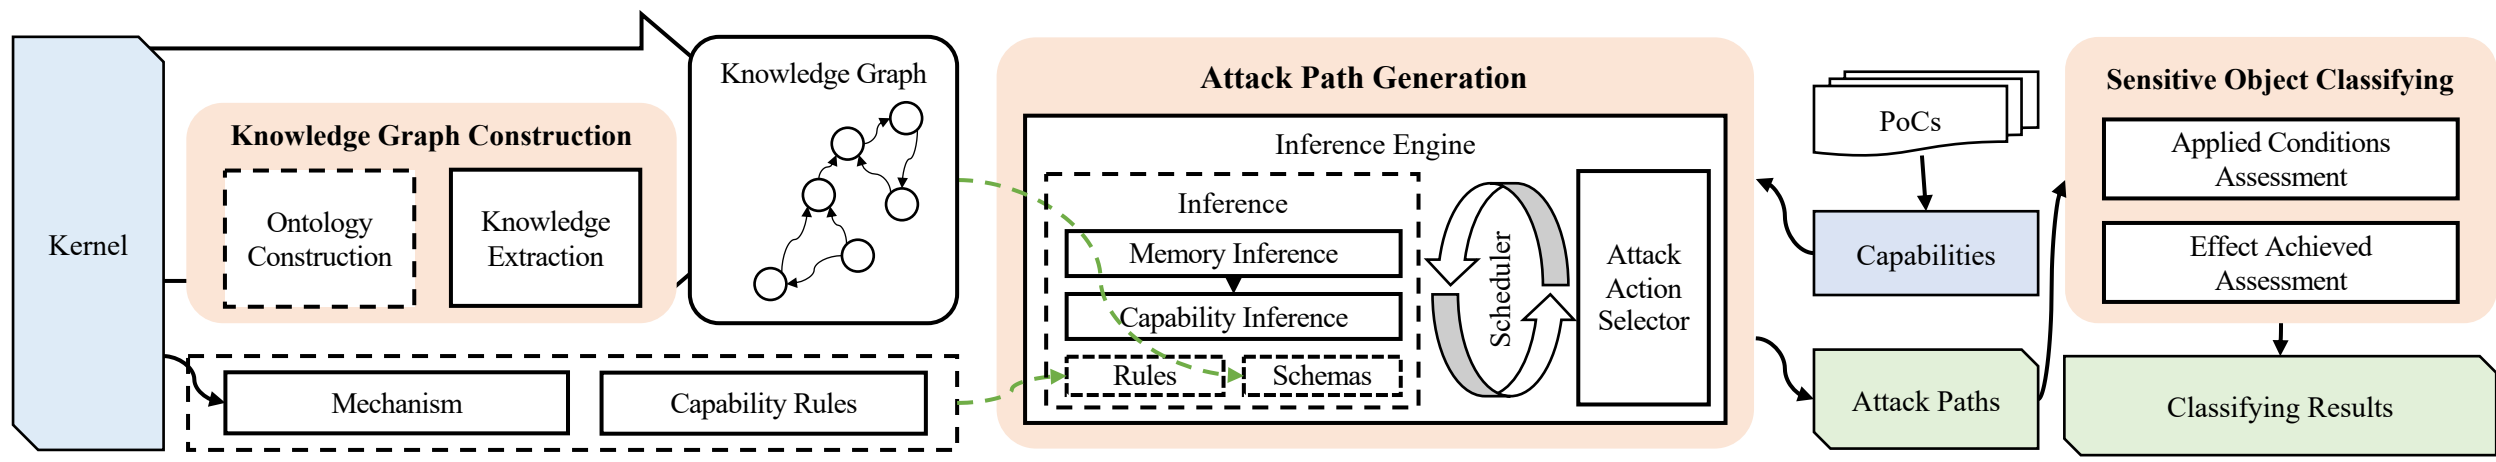 Kernel
Knowledge Graph Construction
Ontology
Construction
Knowledge
Extraction
Knowledge Graph
Mechanism
Capability Rules
Attack Path Generation
Inference Engine
Inference
Memory Inference
Capability Inference
Rules
Schemas
Scheduler
Attack
Action
Selector
PoCs
Capabilities
Attack Paths
Sensitive Object Classifying
Applied Conditions
Assessment
Effect Achieved
Assessment
Classifying Results